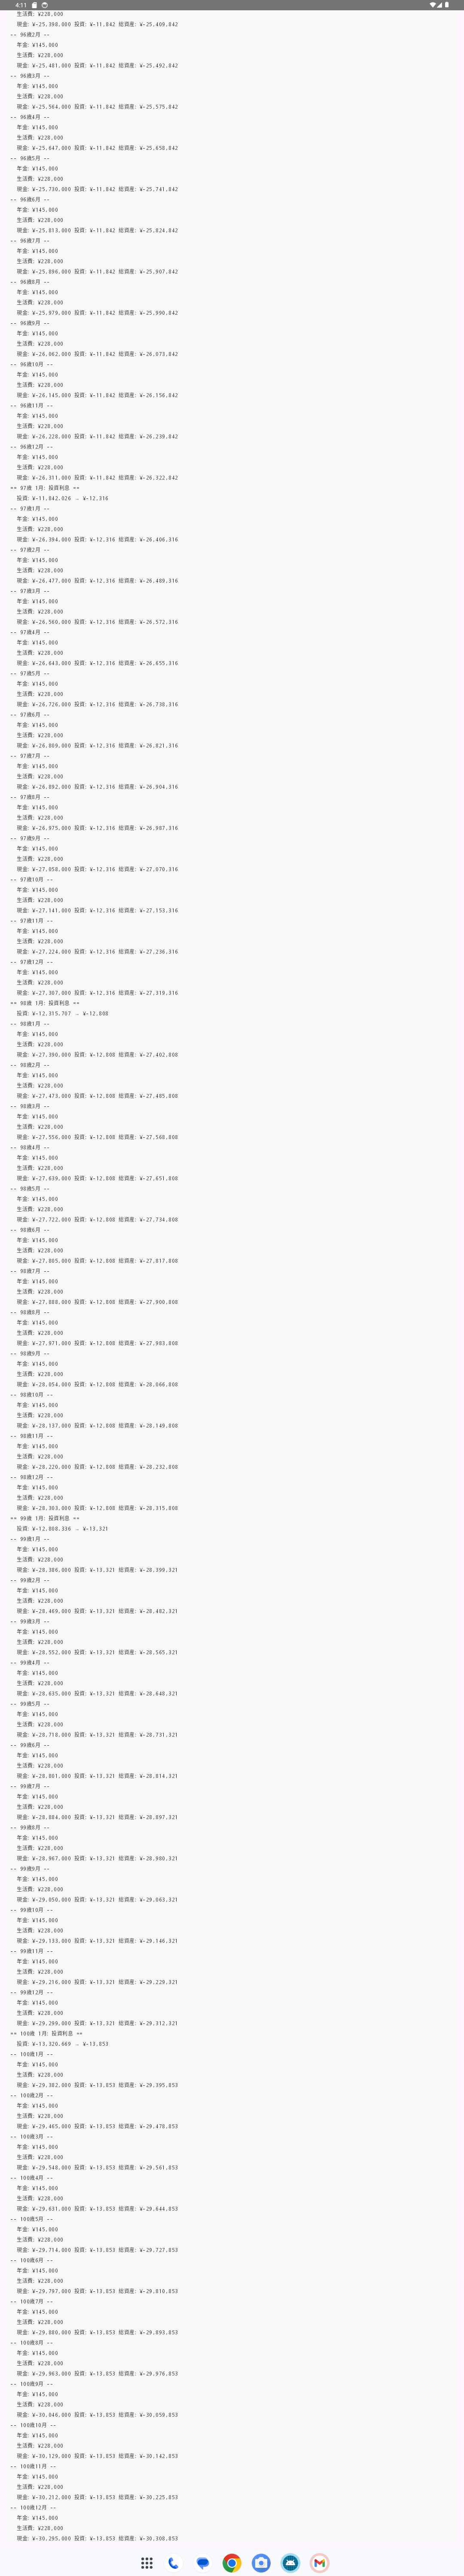 4:11
生活費: ¥228,000
現金: ¥-25,398,000 投資: ¥-11,842 総資産: ¥-25,409,842
-- 96歳2月 --
年金: ¥145,000
生活費: ¥228,000
現金: ¥-25,481,000 投資: ¥-11,842 総資産: ¥-25,492,842
-- 96歳3月 --
年金: ¥145,000
生活費: ¥228,000
現金: ¥-25,564,000 投資: ¥-11,842 総資産: ¥-25,575,842
-- 96歳4月 --
年金: ¥145,000
生活費: ¥228,000
現金: ¥-25,647,000 投資: ¥-11,842 総資産: ¥-25,658,842
-- 96歳5月 --
年金: ¥145,000
生活費: ¥228,000
現金: ¥-25,730,000 投資: ¥-11,842 総資産: ¥-25,741,842
-- 96歳6月 --
年金: ¥145,000
生活費: ¥228,000
現金: ¥-25,813,000 投資: ¥-11,842 総資産: ¥-25,824,842
-- 96歳7月 --
年金: ¥145,000
生活費: ¥228,000
現金: ¥-25,896,000 投資: ¥-11,842 総資産: ¥-25,907,842
-- 96歳8月 --
年金: ¥145,000
生活費: ¥228,000
現金: ¥-25,979,000 投資: ¥-11,842 総資産: ¥-25,990,842
-- 96歳9月 --
年金: ¥145,000
生活費: ¥228,000
現金: ¥-26,062,000 投資: ¥-11,842 総資産: ¥-26,073,842
-- 96歳10月 --
年金: ¥145,000
生活費: ¥228,000
現金: ¥-26,145,000 投資: ¥-11,842 総資産: ¥-26,156,842
-- 96歳11月 --
年金: ¥145,000
生活費: ¥228,000
現金: ¥-26,228,000 投資: ¥-11,842 総資産: ¥-26,239,842
-- 96歳12月 --
年金: ¥145,000
生活費: ¥228,000
現金: ¥-26,311,000 投資: ¥-11,842 総資産: ¥-26,322,842
== 97歳 1月: 投資利息 ==
投資: ¥-11,842.026 → ¥-12,316
-- 97歳1月 --
年金: ¥145,000
生活費: ¥228,000
現金: ¥-26,394,000 投資: ¥-12,316 総資産: ¥-26,406,316
-- 97歳2月 --
年金: ¥145,000
生活費: ¥228,000
現金: ¥-26,477,000 投資: ¥-12,316 総資産: ¥-26,489,316
-- 97歳3月 --
年金: ¥145,000
生活費: ¥228,000
現金: ¥-26,560,000 投資: ¥-12,316 総資産: ¥-26,572,316
-- 97歳4月 --
年金: ¥145,000
生活費: ¥228,000
現金: ¥-26,643,000 投資: ¥-12,316 総資産: ¥-26,655,316
-- 97歳5月 --
年金: ¥145,000
生活費: ¥228,000
現金: ¥-26,726,000 投資: ¥-12,316 総資産: ¥-26,738,316
-- 97歳6月 --
年金: ¥145,000
生活費: ¥228,000
現金: ¥-26,809,000 投資: ¥-12,316 総資産: ¥-26,821,316
-- 97歳7月 --
年金: ¥145,000
生活費: ¥228,000
現金: ¥-26,892,000 投資: ¥-12,316 総資産: ¥-26,904,316
-- 97歳8月 --
年金: ¥145,000
生活費: ¥228,000
現金: ¥-26,975,000 投資: ¥-12,316 総資産: ¥-26,987,316
-- 97歳9月 --
年金: ¥145,000
生活費: ¥228,000
現金: ¥-27,058,000 投資: ¥-12,316 総資産: ¥-27,070,316
-- 97歳10月 --
年金: ¥145,000
生活費: ¥228,000
現金: ¥-27,141,000 投資: ¥-12,316 総資産: ¥-27,153,316
-- 97歳11月 --
年金: ¥145,000
生活費: ¥228,000
現金: ¥-27,224,000 投資: ¥-12,316 総資産: ¥-27,236,316
-- 97歳12月 --
年金: ¥145,000
生活費: ¥228,000
現金: ¥-27,307,000 投資: ¥-12,316 総資産: ¥-27,319,316
== 98歳 1月: 投資利息 ==
投資: ¥-12,315.707 → ¥-12,808
-- 98歳1月 --
年金: ¥145,000
生活費: ¥228,000
現金: ¥-27,390,000 投資: ¥-12,808 総資産: ¥-27,402,808
-- 98歳2月 --
年金: ¥145,000
生活費: ¥228,000
現金: ¥-27,473,000 投資: ¥-12,808 総資産: ¥-27,485,808
-- 98歳3月 --
年金: ¥145,000
生活費: ¥228,000
現金: ¥-27,556,000 投資: ¥-12,808 総資産: ¥-27,568,808
-- 98歳4月 --
年金: ¥145,000
生活費: ¥228,000
現金: ¥-27,639,000 投資: ¥-12,808 総資産: ¥-27,651,808
-- 98歳5月 --
年金: ¥145,000
生活費: ¥228,000
現金: ¥-27,722,000 投資: ¥-12,808 総資産: ¥-27,734,808
-- 98歳6月 --
年金: ¥145,000
生活費: ¥228,000
現金: ¥-27,805,000 投資: ¥-12,808 総資産: ¥-27,817,808
-- 98歳7月 --
年金: ¥145,000
生活費: ¥228,000
現金: ¥-27,888,000 投資: ¥-12,808 総資産: ¥-27,900,808
-- 98歳8月 --
年金: ¥145,000
生活費: ¥228,000
現金: ¥-27,971,000 投資: ¥-12,808 総資産: ¥-27,983,808
-- 98歳9月 --
年金: ¥145,000
生活費: ¥228,000
現金: ¥-28,054,000 投資: ¥-12,808 総資産: ¥-28,066,808
-- 98歳10月 --
年金: ¥145,000
生活費: ¥228,000
現金: ¥-28,137,000 投資: ¥-12,808 総資産: ¥-28,149,808
-- 98歳11月 --
年金: ¥145,000
生活費: ¥228,000
現金: ¥-28,220,000 投資: ¥-12,808 総資産: ¥-28,232,808
-- 98歳12月 --
年金: ¥145,000
生活費: ¥228,000
現金: ¥-28,303,000 投資: ¥-12,808 総資産: ¥-28,315,808
== 99歳 1月: 投資利息 ==
投資: ¥-12,808.336 → ¥-13,321
-- 99歳1月 --
年金: ¥145,000
生活費: ¥228,000
現金: ¥-28,386,000 投資: ¥-13,321 総資産: ¥-28,399,321
-- 99歳2月 --
年金: ¥145,000
生活費: ¥228,000
現金: ¥-28,469,000 投資: ¥-13,321 総資産: ¥-28,482,321
-- 99歳3月 --
年金: ¥145,000
生活費: ¥228,000
現金: ¥-28,552,000 投資: ¥-13,321 総資産: ¥-28,565,321
-- 99歳4月 --
年金: ¥145,000
生活費: ¥228,000
現金: ¥-28,635,000 投資: ¥-13,321 総資産: ¥-28,648,321
-- 99歳5月 --
年金: ¥145,000
生活費: ¥228,000
現金: ¥-28,718,000 投資: ¥-13,321 総資産: ¥-28,731,321
-- 99歳6月 --
年金: ¥145,000
生活費: ¥228,000
現金: ¥-28,801,000 投資: ¥-13,321 総資産: ¥-28,814,321
-- 99歳7月 --
年金: ¥145,000
生活費: ¥228,000
現金: ¥-28,884,000 投資: ¥-13,321 総資産: ¥-28,897,321
-- 99歳8月 --
年金: ¥145,000
生活費: ¥228,000
現金: ¥-28,967,000 投資: ¥-13,321 総資産: ¥-28,980,321
-- 99歳9月 --
年金: ¥145,000
生活費: ¥228,000
現金: ¥-29,050,000 投資: ¥-13,321 総資産: ¥-29,063,321
-- 99歳10月 --
年金: ¥145,000
生活費: ¥228,000
現金: ¥-29,133,000 投資: ¥-13,321 総資産: ¥-29,146,321
-- 99歳11月 --
年金: ¥145,000
生活費: ¥228,000
現金: ¥-29,216,000 投資: ¥-13,321 総資産: ¥-29,229,321
-- 99歳12月 --
年金: ¥145,000
生活費: ¥228,000
現金: ¥-29,299,000 投資: ¥-13,321 総資産: ¥-29,312,321
== 100歳 1月: 投資利息 ==
投資: ¥-13,320.669 → ¥-13,853
-- 100歳1月 --
年金: ¥145,000
生活費: ¥228,000
現金: ¥-29,382,000 投資: ¥-13,853 総資産: ¥-29,395,853
-- 100歳2月 --
年金: ¥145,000
生活費: ¥228,000
現金: ¥-29,465,000 投資: ¥-13,853 総資産: ¥-29,478,853
-- 100歳3月 --
年金: ¥145,000
生活費: ¥228,000
現金: ¥-29,548,000 投資: ¥-13,853 総資産: ¥-29,561,853
-- 100歳4月 --
年金: ¥145,000
生活費: ¥228,000
現金: ¥-29,631,000 投資: ¥-13,853 総資産: ¥-29,644,853
-- 100歳5月 --
年金: ¥145,000
生活費: ¥228,000
現金: ¥-29,714,000 投資: ¥-13,853 総資産: ¥-29,727,853
-- 100歳6月 --
年金: ¥145,000
生活費: ¥228,000
現金: ¥-29,797,000 投資: ¥-13,853 総資産: ¥-29,810,853
-- 100歳7月 --
年金: ¥145,000
生活費: ¥228,000
現金: ¥-29,880,000 投資: ¥-13,853 総資産: ¥-29,893,853
-- 100歳8月 --
年金: ¥145,000
生活費: ¥228,000
現金: ¥-29,963,000 投資: ¥-13,853 総資産: ¥-29,976,853
-- 100歳9月 --
年金: ¥145,000
生活費: ¥228,000
現金: ¥-30,046,000 投資: ¥-13,853 総資産: ¥-30,059,853
-- 100歳10月 --
年金: ¥145,000
生活費: ¥228,000
現金: ¥-30,129,000 投資: ¥-13,853 総資産: ¥-30,142,853
-- 100歳11月 --
年金: ¥145,000
生活費: ¥228,000
現金: ¥-30,212,000 投資: ¥-13,853 総資産: ¥-30,225,853
-- 100歳12月 --
年金: ¥145,000
生活費: ¥228,000
現金: ¥-30,295,000 投資: ¥-13,853 総資産: ¥-30,308,853